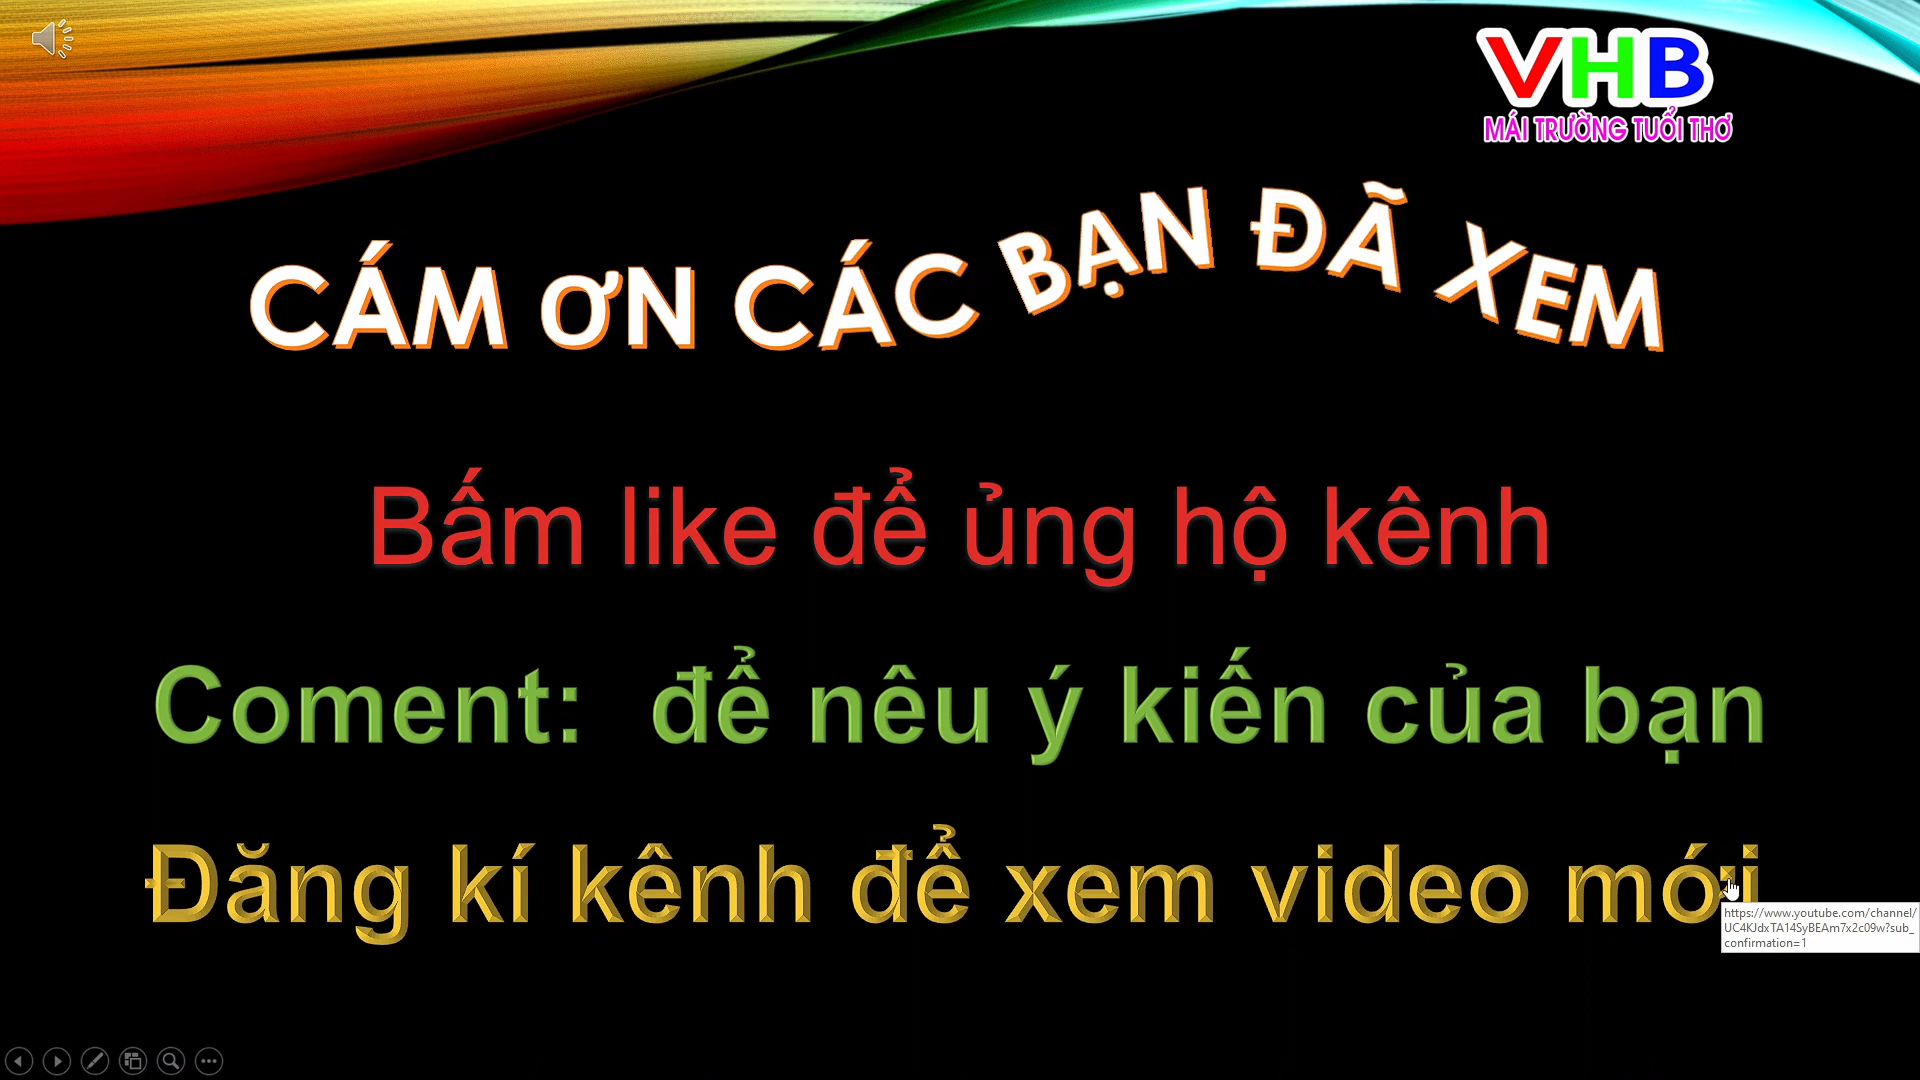 VHB
MÁI TRƯỜNG TUỔI THƠ
CÁM ƠN CÁC BẠN ĐÃ XEM
Bấm like để ủng hộ kênh
Coment:  để nêu ý kiến của bạn
Đăng kí kênh để xem video mới
https://www.youtube.com/channel/
UC4KJdxTA14SyBEAm7x2c09w?sub_
confirmation=1